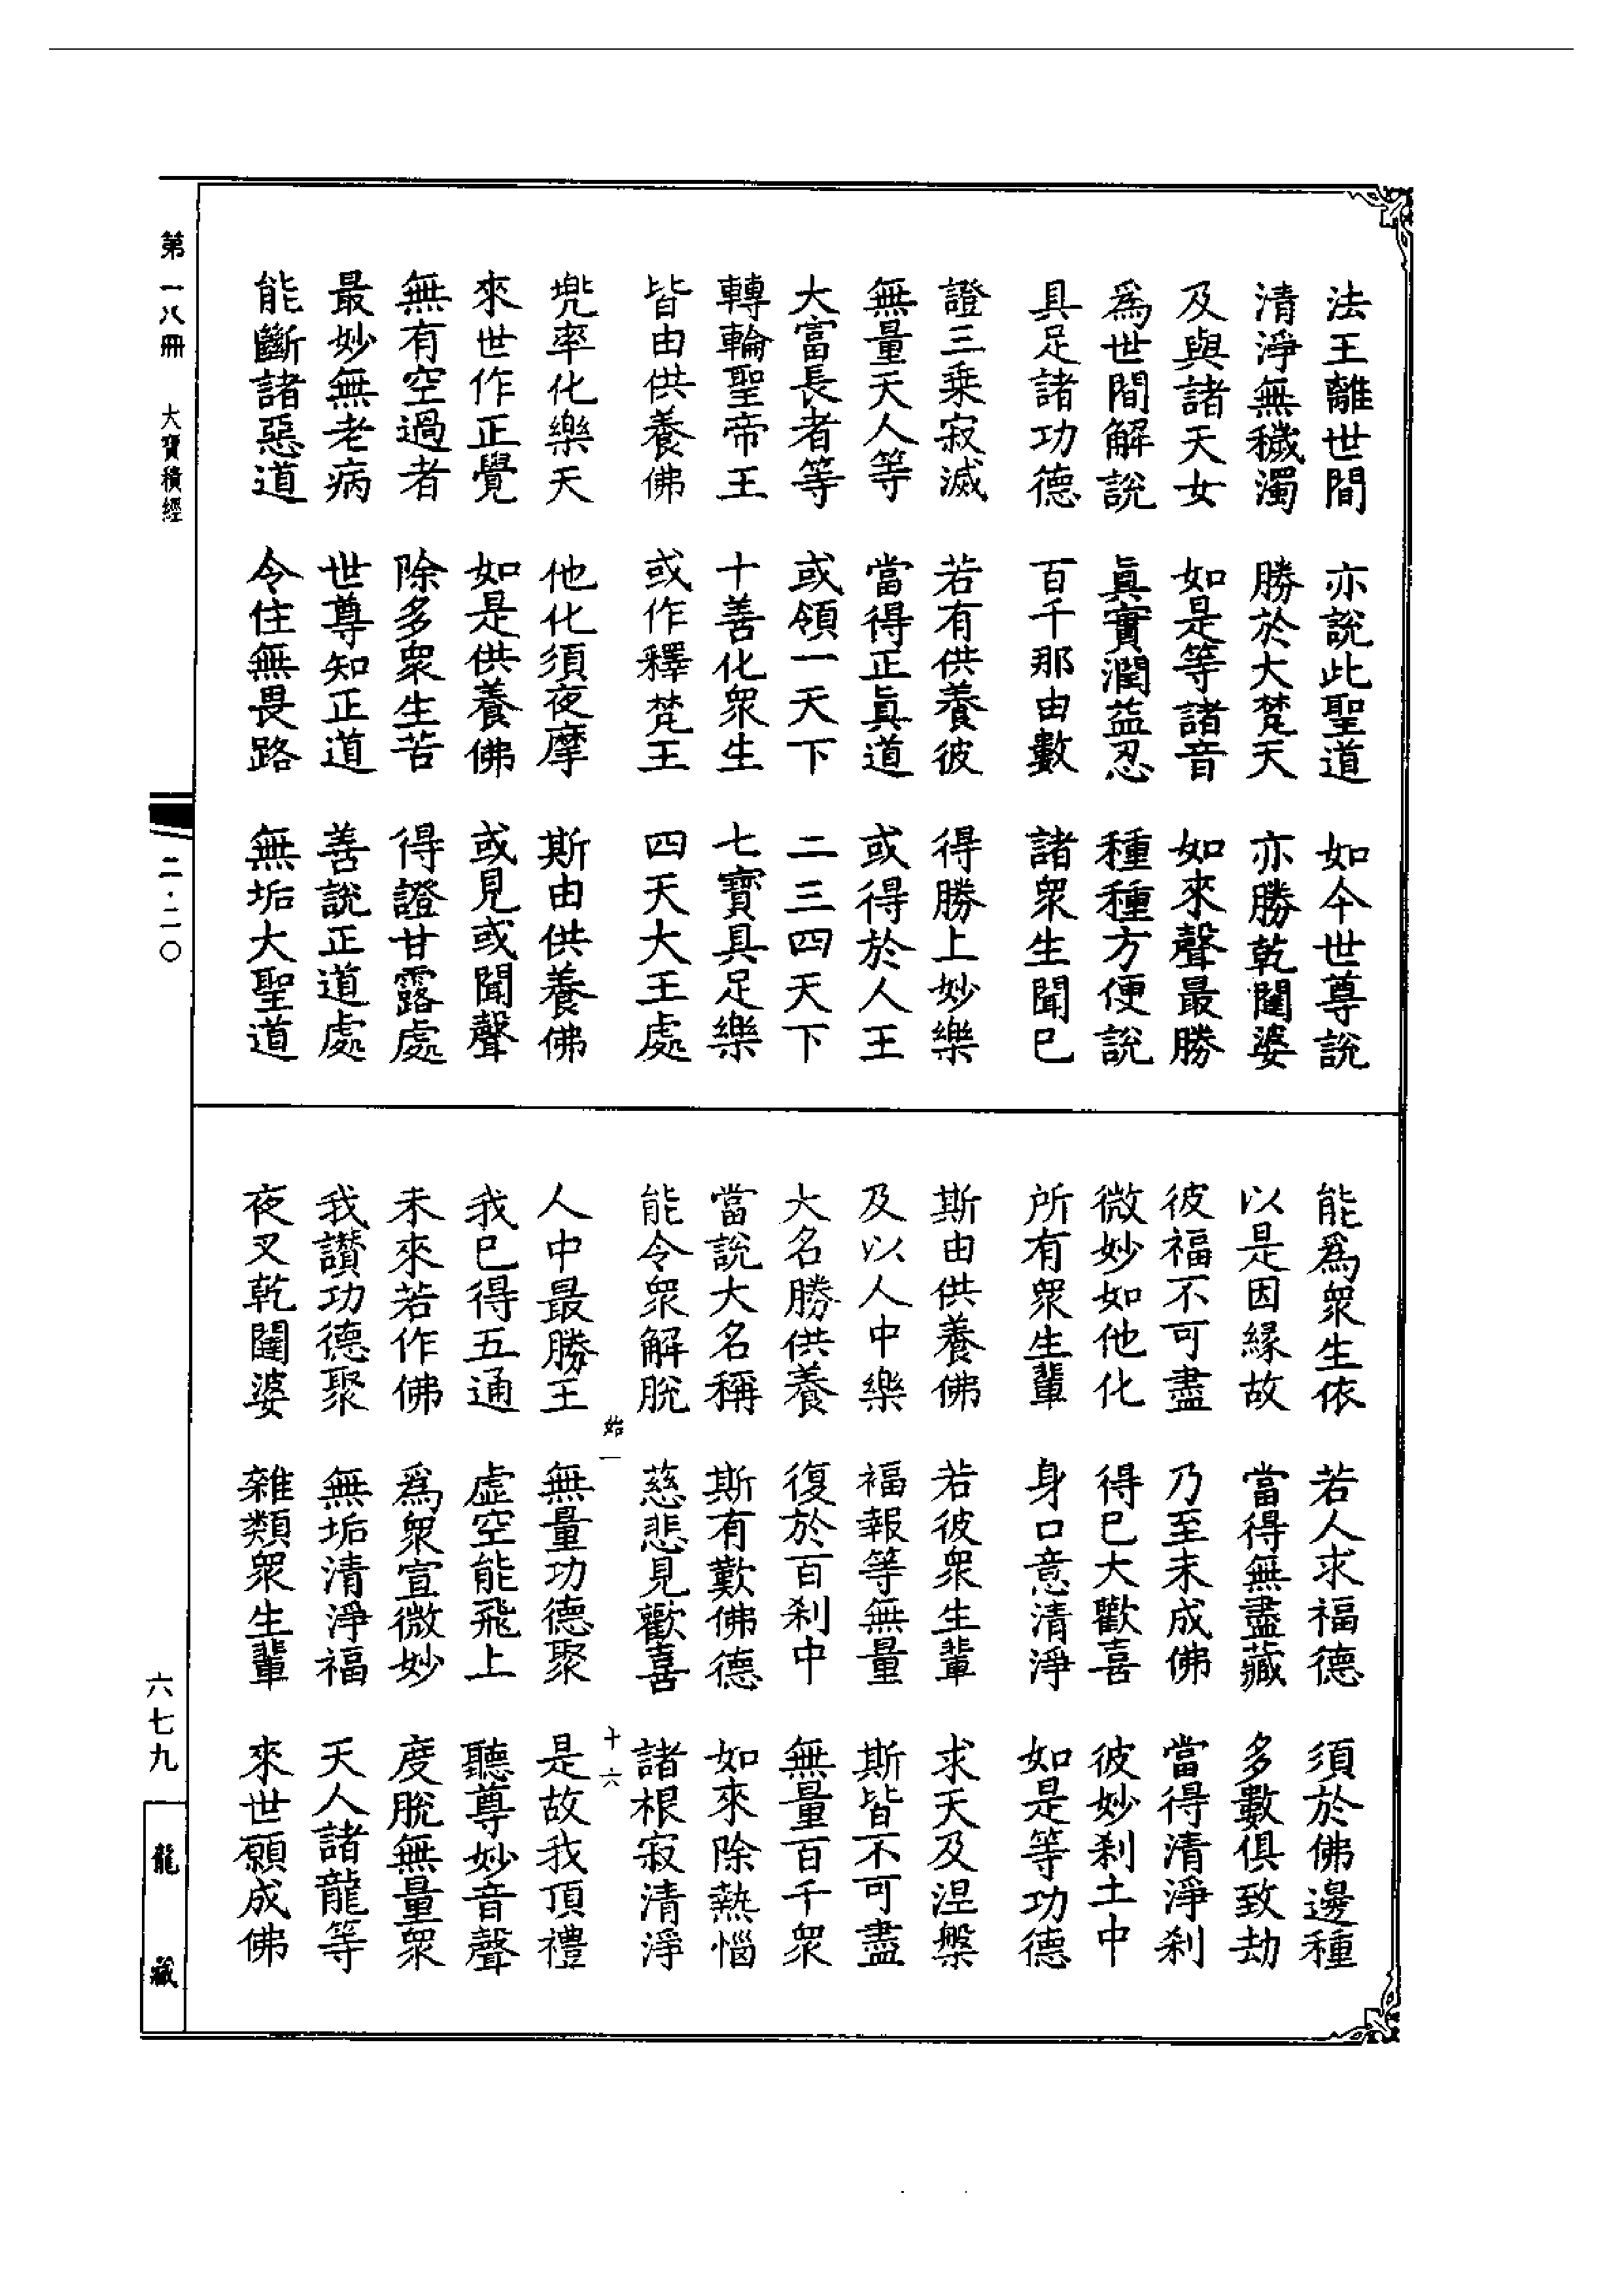 法王離世間　亦說此聖道　如今世尊說
清淨無穢濁　勝於大梵天　亦勝乾闥婆
及與諸天女　如是等諸音　如來聲最勝
爲世間解說　眞實潤益忍　種種方便說
具足諸功德　百千那由數　諸衆生聞已
證三乗寂滅　若有供養彼　得勝上妙樂
無量天人等　當得正眞道　或得於人王
大富長者等　或領一天下　二三四天下
轉輪聖帝王　十善化衆生　七寶具足樂
皆由供養佛　或作釋梵王　四天大王處
兠率化樂天　他化須夜摩　斯由供養佛
來世作正覺　如是供養佛　或見或聞聲
無有空過者　除多衆生苦　得證甘露處
最妙無老病　世尊知正道　善說正道處
能斷諸惡道　令住無畏路　無垢大聖道
能爲衆生依　若人求福德　須於佛邊種
以是因緣故　當得無盡藏　多數俱致劫
彼福不可盡　乃至未成佛　當得清淨刹
微妙如他化　得已大歡喜　彼妙刹土中
所有衆生輩　身口意清淨　如是等功德
斯由供養佛　若彼衆生輩　求天及涅槃
及以人中樂　福報等無量　斯皆不可盡
大名勝供養　復於百刹中　無量百千衆
當說大名稱　斯有歎佛德　如來除熱惱
能令衆解脫　慈悲見歡喜　諸根寂清淨
始一　十六
人中最勝王　無量功德聚　是故我頂禮
我已得五通　虛空能飛上　聽尊妙音聲
未來若作佛　爲衆宣微妙　度脫無量衆
我讃功德聚　無垢清淨福　天人諸龍等
夜叉乾闥婆　雜類衆生輩　來世願成佛
第一八冊　大寶積經
二·二〇
六七九
龍藏